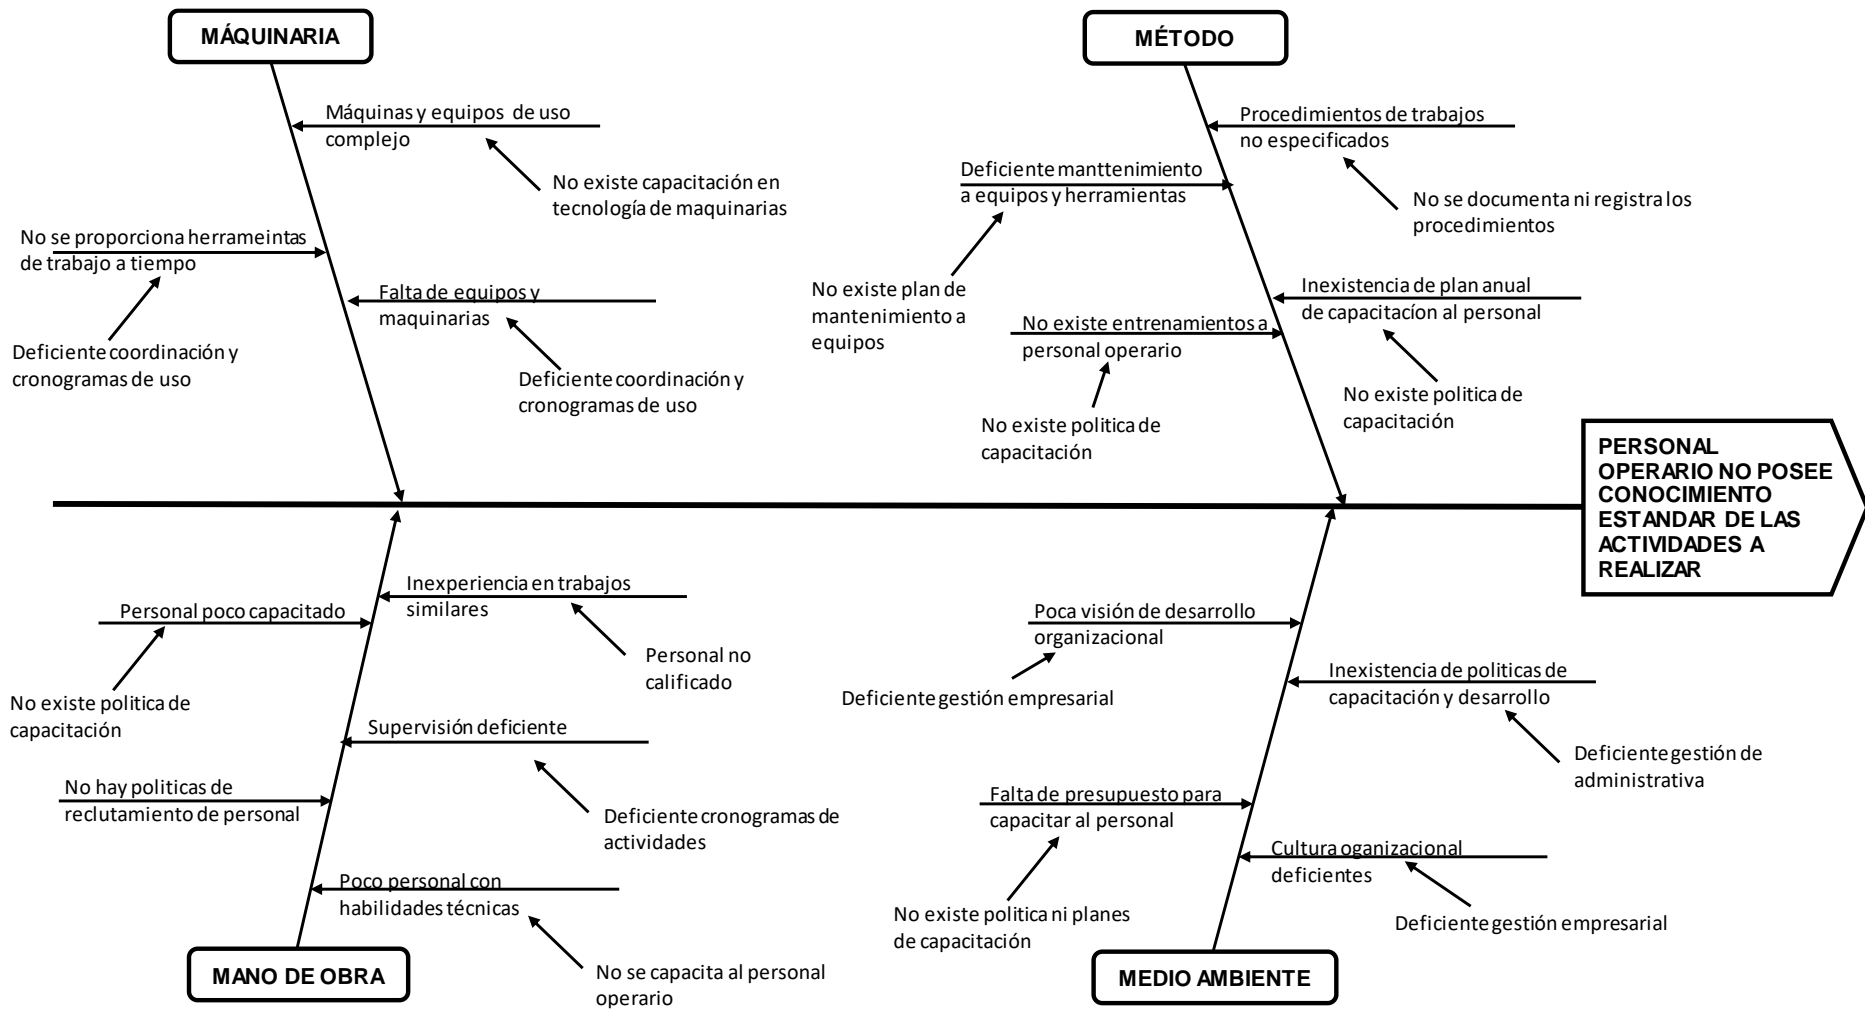 MÁQUINARIA
Máquinas y equipos de uso
complejo
No existe capacitación en
tecnología de maquinarias
No se proporciona herrameintas
de trabajo a tiempo
Deficiente coordinación y
cronogramas de uso
Falta de equipos y
maquinarias
Deficiente coordinación y
cronogramas de uso
MÉTODO
Procedimientos de trabajos
no especificados
No se documenta ni registra los
procedimientos
Deficiente manttenimiento
a equipos y herramientas
No existe plan de
mantenimiento a
equipos
Inexistencia de plan anual
de capacitacíon al personal
No existe politica de
capacitación
No existe entrenamientos a
personal operario
No existe politica de
capacitación
PERSONAL
OPERARIO NO POSEE
CONOCIMIENTO
ESTANDAR DE LAS
ACTIVIDADES A
REALIZAR
Inexperiencia en trabajos
similares
Personal no
calificado
Personal poco capacitado
No existe politica de
capacitación
Supervisión deficiente
Deficiente cronogramas de
actividades
No hay politicas de
reclutamiento de personal
Poco personal con
habilidades técnicas
No se capacita al personal
operario
MANO DE OBRA
Poca visión de desarrollo
organizacional
Deficiente gestión empresarial
Inexistencia de politicas de
capacitación y desarrollo
Deficiente gestión de
administrativa
Falta de presupuesto para
capacitar al personal
No existe politica ni planes
de capacitación
Cultura oganizacional
deficientes
Deficiente gestión empresarial
MEDIO AMBIENTE